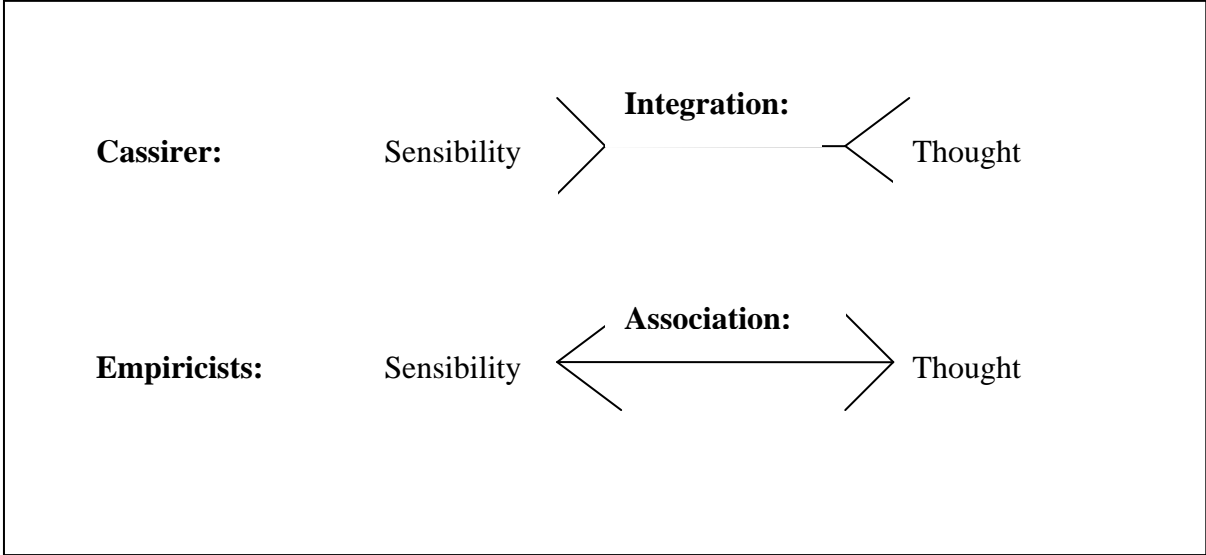 Integration:
Cassirer: Sensibility Thought
Association:
Empiricists: Sensibility Thought